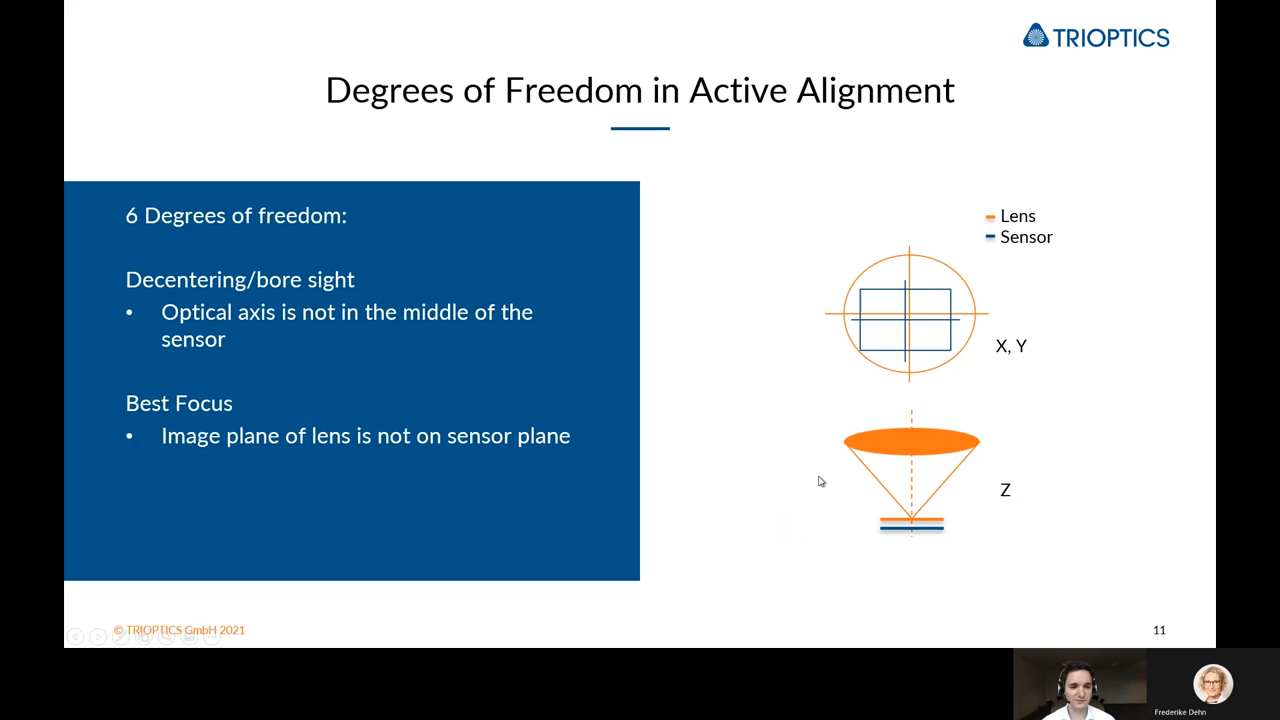 TRIOPTICS
Degrees of Freedom in Active Alignment
6 Degrees of freedom:
Decentering/bore sight
• Optical axis is not in the middle of the
sensor
Best Focus
• Image plane of lens is not on sensor plane
Lens
Sensor
X, Y
Z
© TRIOPTICS GmbH 2021
11
Frederike Dehn